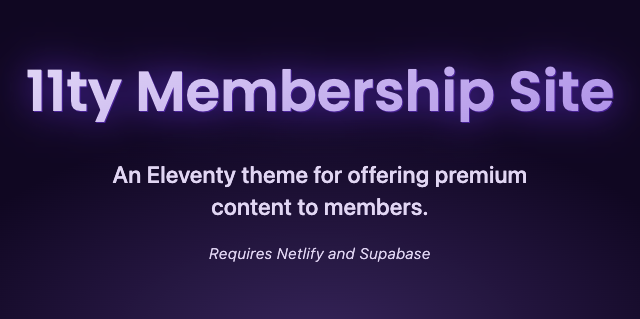 11ty Membership Site
An Eleventy theme for offering premium
content to members.
Requires Netlify and Supabase